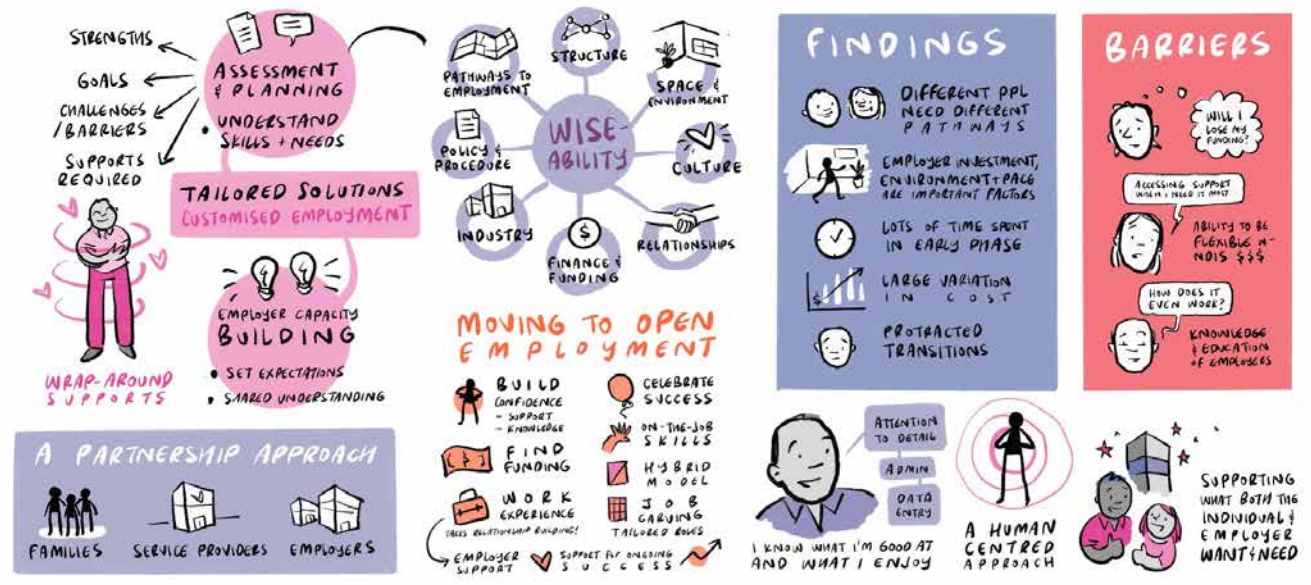 STRENGTHS
GOALS
CHALLENGES
/BARRIERS
SUPPORTS
REQUIRED
ASSESSMENT
& PLANNING
• UNDERSTAND
SKILLS + NEEDS
TAILORED SOLUTIONS
CUSTOMISED EMPLOYMENT
EMPLOYER CAPACITY
BUILDING
• SET EXPECTATIONS
• SHARED UNDERSTANDING
WRAP-AROUND
SUPPORTS
A PARTNERSHIP APPROACH
FAMILIES
SERVICE PROVIDERS
EMPLOYERS
WISE-
ABILITY
STRUCTURE
SPACE &
ENVIRONMENT
CULTURE
RELATIONSHIPS
$
FINANCE &
FUNDING
INDUSTRY
POLICY &
PROCEDURE
PATHWAYS TO
EMPLOYMENT
MOVING TO OPEN
EMPLOYMENT
BUILD
CONFIDENCE
- SUPPORT
- KNOWLEDGE
$
FIND
FUNDING
WORK
EXPERIENCE
TAKES RELATIONSHIP BUILDING!
EMPLOYER
SUPPORT
CELEBRATE
SUCCESS
ON-THE-JOB
SKILLS
HYBRID
MODEL
JOB
CARVING
TAILORED ROLES
SUPPORT FOR ONGOING
SUCCESS
FINDINGS
DIFFERENT PPL
NEED DIFFERENT
PATHWAYS
EMPLOYER INVESTMENT,
ENVIRONMENT + PACE
ARE IMPORTANT FACTORS
LOTS OF TIME SPENT
IN EARLY PHASE
$
LARGE VARIATION
IN COST
PROTRACTED
TRANSITIONS
BARRIERS
WILL I
LOSE MY
FUNDING?
ACCESSING SUPPORT
WHEN I NEED IT MOST
ABILITY TO BE
FLEXIBLE W-
NDIS $$$
HOW DOES IT
EVEN WORK?
KNOWLEDGE
& EDUCATION
OF EMPLOYERS
ATTENTION
TO DETAIL
ADMIN
DATA
ENTRY
I KNOW WHAT I'M GOOD AT
AND WHAT I ENJOY
A HUMAN
CENTRED
APPROACH
SUPPORTING
WHAT BOTH THE
INDIVIDUAL &
EMPLOYER
WANT & NEED